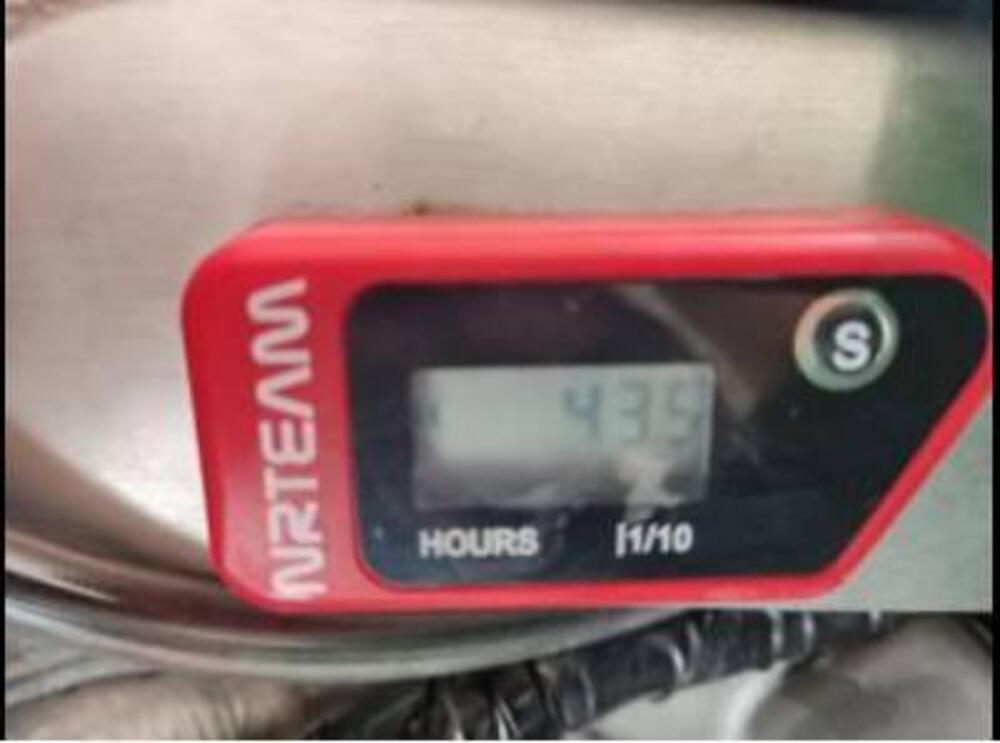 NRTEAM
S
435
HOURS |1/10